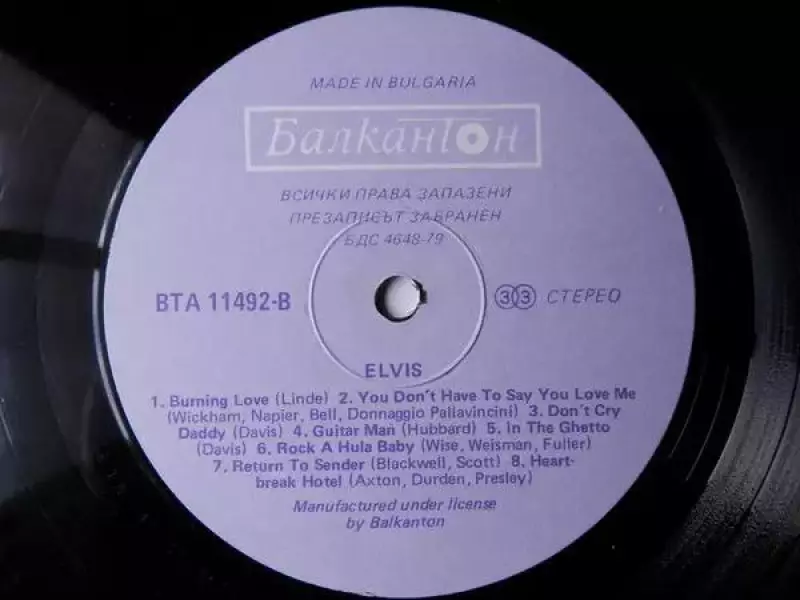 MADE IN BULGARIA
Балкантон
ВСИЧКИ ПРАВА ЗАПАЗЕНИ
ПРЕЗАПИСЪТ ЗАБРАНЕН
БДС 4648-79
ВТА 11492-В
33 СТЕРЕО
ELVIS
1. Burning Love (Linde) 2. You Don't Have To Say You Love Me
(Wickham, Napier, Bell, Donnaggio Pallavincini) 3. Don't Cry
Daddy (Davis) 4. Guitar Man (Hubbard) 5. In The Ghetto
(Davis) 6. Rock A Hula Baby (Wise, Weisman, Fuller)
7. Return To Sender (Blackwell, Scott) 8. Heart-
break Hotel (Axton, Durden, Presley)
Manufactured under license
by Balkanton